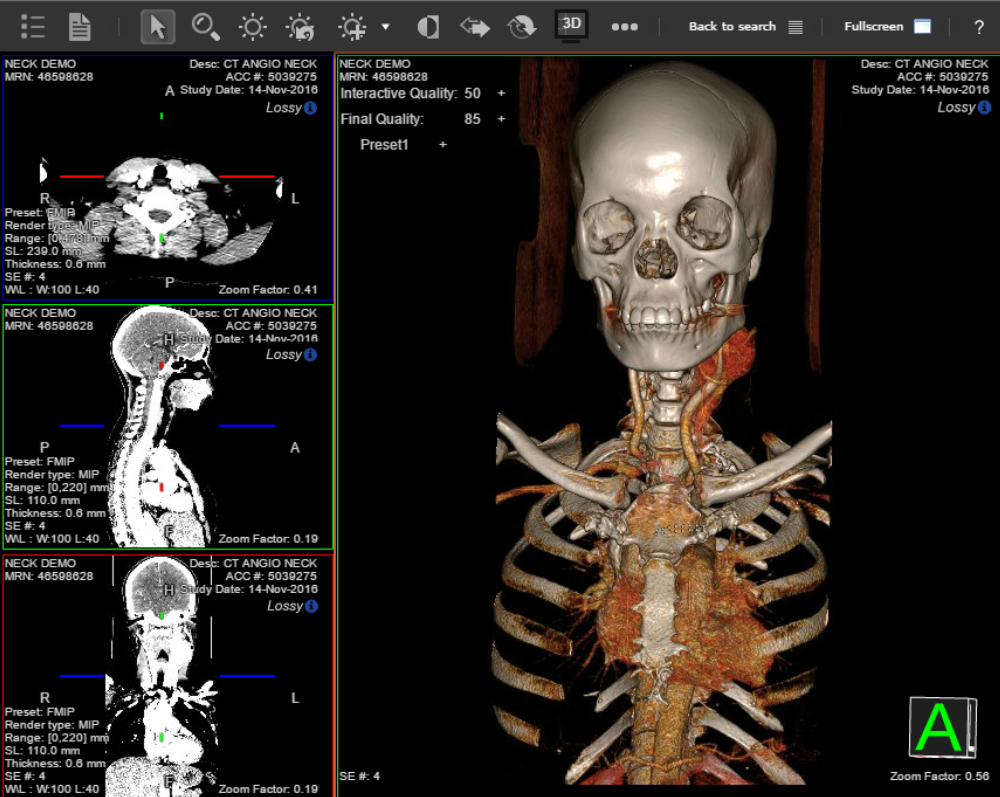 3D
Back to search
Fullscreen
?
NECK DEMO
MRN: 46598628
Desc: CT ANGIO NECK
ACC #: 5039275
Study Date: 14-Nov-2016
Lossy i
A
R
L
P
Preset: FMIP
Render type: MIP
Range: [0,478] mm
SL: 239.0 mm
Thickness: 0.6 mm
SE #: 4
W\L : W:100 L:40
Zoom Factor: 0.41
NECK DEMO
MRN: 46598628
Desc: CT ANGIO NECK
ACC #: 5039275
Study Date: 14-Nov-2016
Lossy i
H
P
A
F
Preset: FMIP
Render type: MIP
Range: [0,220] mm
SL: 110.0 mm
Thickness: 0.6 mm
SE #: 4
W\L : W:100 L:40
Zoom Factor: 0.19
NECK DEMO
MRN: 46598628
Desc: CT ANGIO NECK
ACC #: 5039275
Study Date: 14-Nov-2016
Lossy i
H
R
L
F
Preset: FMIP
Render type: MIP
Range: [0,220] mm
SL: 110.0 mm
Thickness: 0.6 mm
SE #: 4
W\L : W:100 L:40
Zoom Factor: 0.19
NECK DEMO
MRN: 46598628
Interactive Quality: 50 +
Final Quality: 85 +
Preset1 +
Desc: CT ANGIO NECK
ACC #: 5039275
Study Date: 14-Nov-2016
Lossy i
A
SE #: 4
Zoom Factor: 0.56